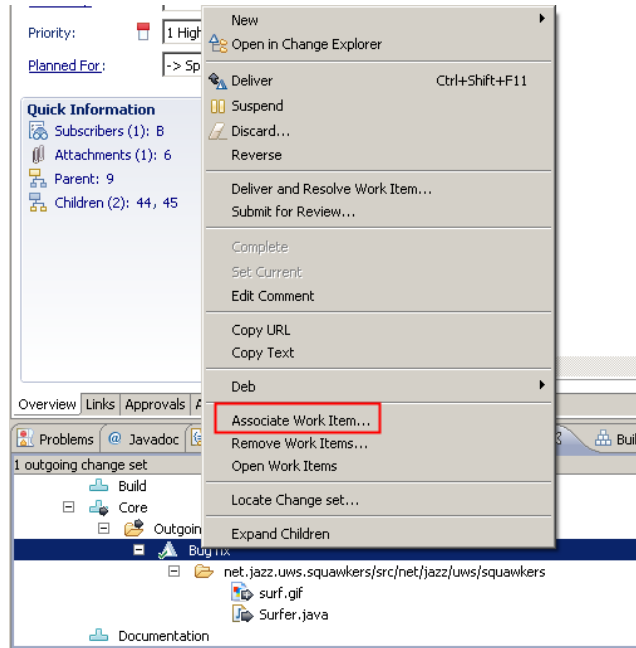 New
Priority: 1 High
Open in Change Explorer
Planned For: -> Sp
Deliver Ctrl+Shift+F11
Quick Information
Suspend
Subscribers (1): B
Discard...
Attachments (1): 6
Reverse
Parent: 9
Deliver and Resolve Work Item...
Children (2): 44, 45
Submit for Review...
Complete
Set Current
Edit Comment
Copy URL
Copy Text
Deb
Overview Links Approvals
Associate Work Item...
Problems @ Javadoc Bui
Remove Work Items...
1 outgoing change set
Open Work Items
Build
Locate Change set...
Core
Outgoin
Expand Children
Bug fix
net.jazz.uws.squawkers/src/net/jazz/uws/squawkers
surf.gif
Surfer.java
Documentation